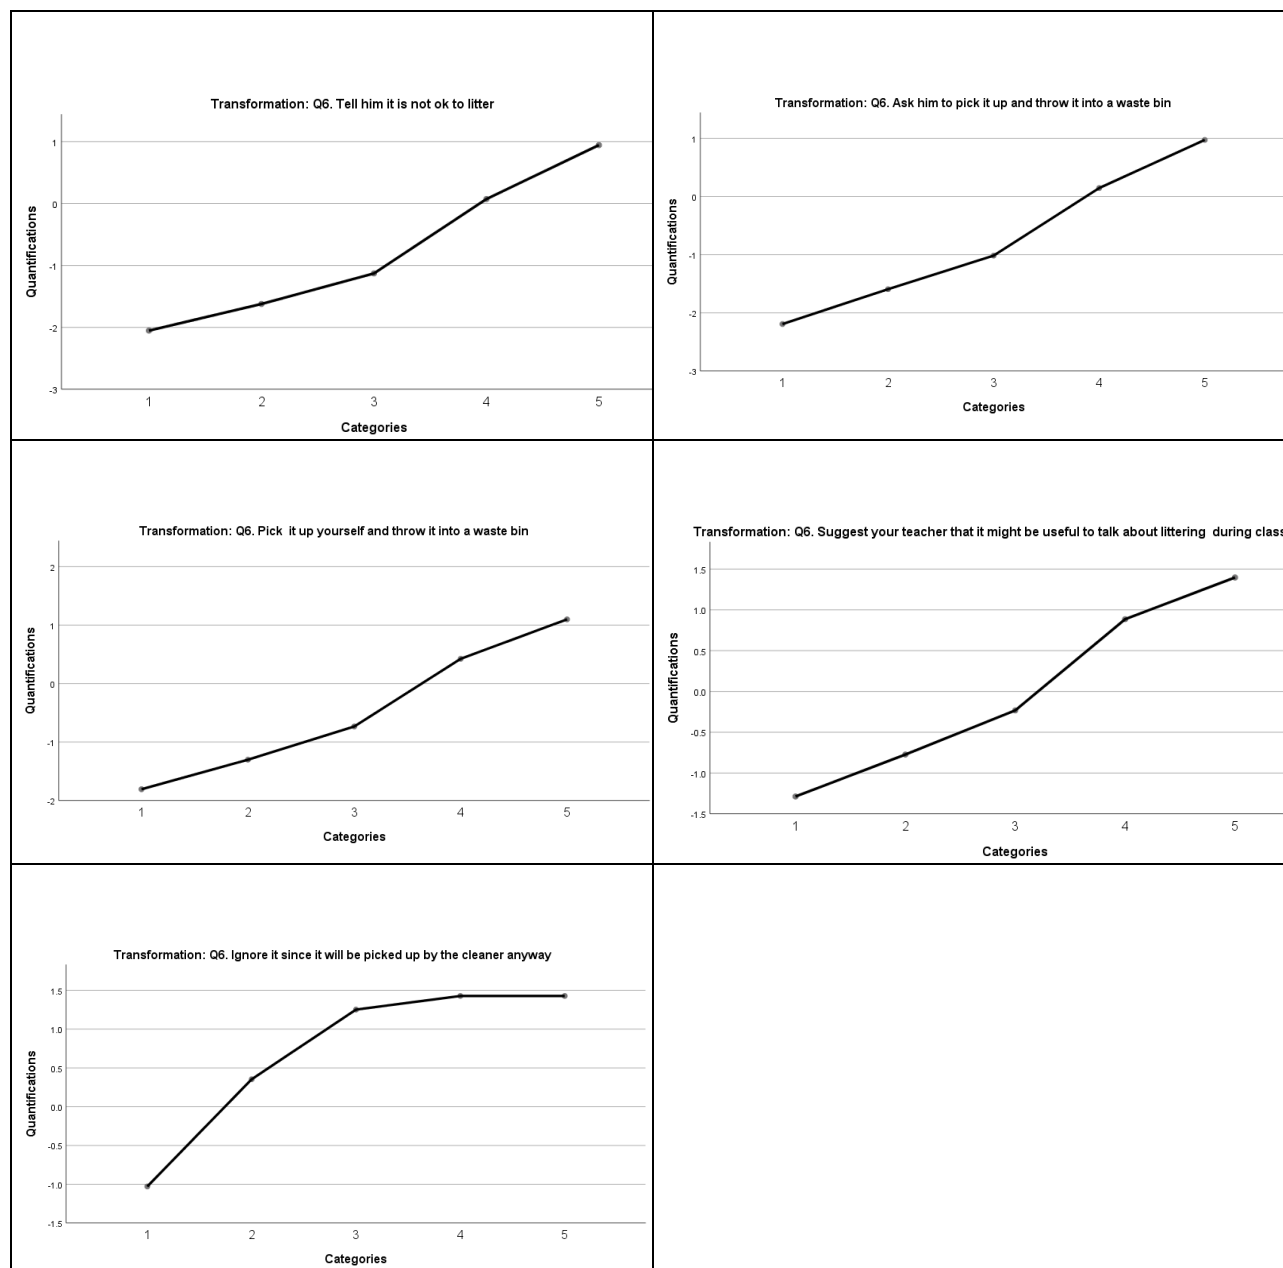 Transformation: Q6. Tell him it is not ok to litter
Quantifications
1
0
-1
-2
-3
1 2 3 4 5
Categories
Transformation: Q6. Ask him to pick it up and throw it into a waste bin
Quantifications
1
0
-1
-2
-3
1 2 3 4 5
Categories
Transformation: Q6. Pick it up yourself and throw it into a waste bin
Quantifications
2
1
0
-1
-2
1 2 3 4 5
Categories
Transformation: Q6. Suggest your teacher that it might be useful to talk about littering during class
Quantifications
1.5
1.0
0.5
0.0
-0.5
-1.0
-1.5
1 2 3 4 5
Categories
Transformation: Q6. Ignore it since it will be picked up by the cleaner anyway
Quantifications
1.5
1.0
0.5
0.0
-0.5
-1.0
-1.5
1 2 3 4 5
Categories